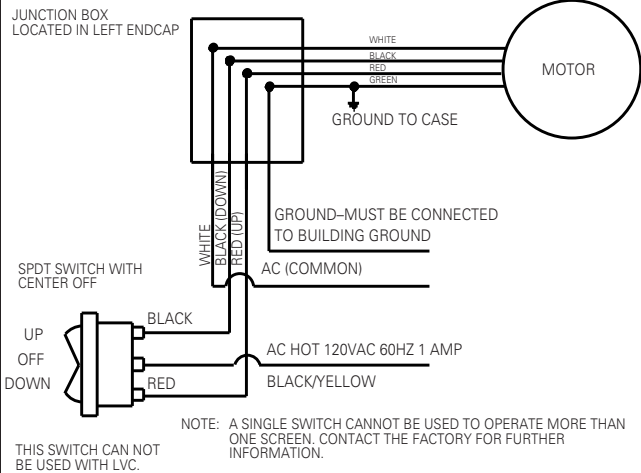 JUNCTION BOX
LOCATED IN LEFT ENDCAP
WHITE
BLACK
RED
GREEN
MOTOR
GROUND TO CASE
WHITE
BLACK (DOWN)
RED (UP)
GROUND–MUST BE CONNECTED
TO BUILDING GROUND
AC (COMMON)
SPDT SWITCH WITH
CENTER OFF
BLACK
UP
OFF
DOWN
AC HOT 120VAC 60HZ 1 AMP
RED
BLACK/YELLOW
NOTE: A SINGLE SWITCH CANNOT BE USED TO OPERATE MORE THAN
ONE SCREEN. CONTACT THE FACTORY FOR FURTHER
INFORMATION.
THIS SWITCH CAN NOT
BE USED WITH LVC.